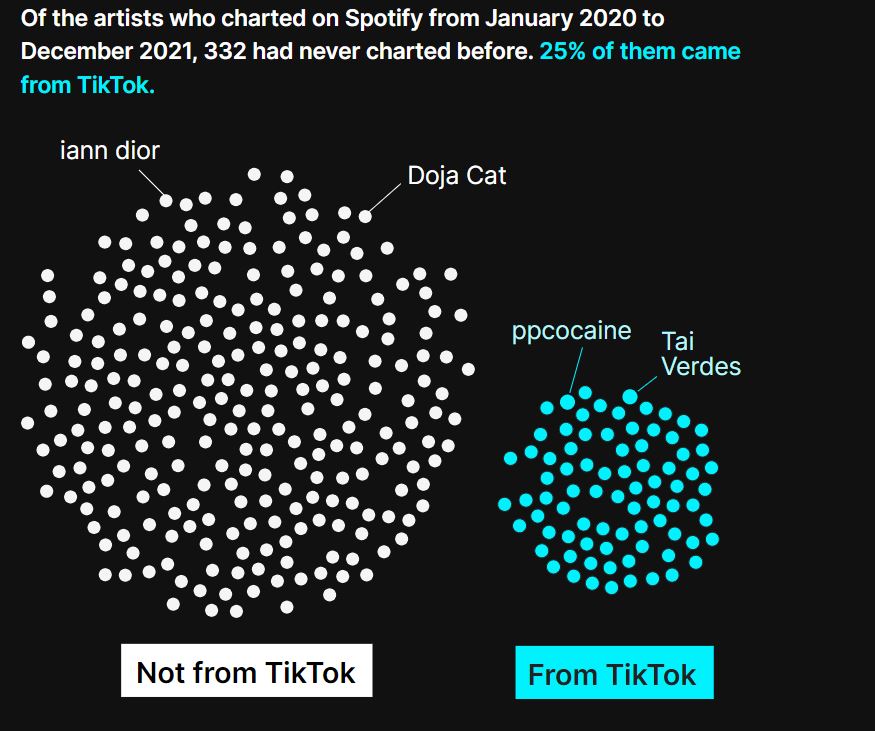 Of the artists who charted on Spotify from January 2020 to
December 2021, 332 had never charted before. 25% of them came
from TikTok.
iann dior
Doja Cat
ppcocaine
Tai
Verdes
Not from TikTok
From TikTok